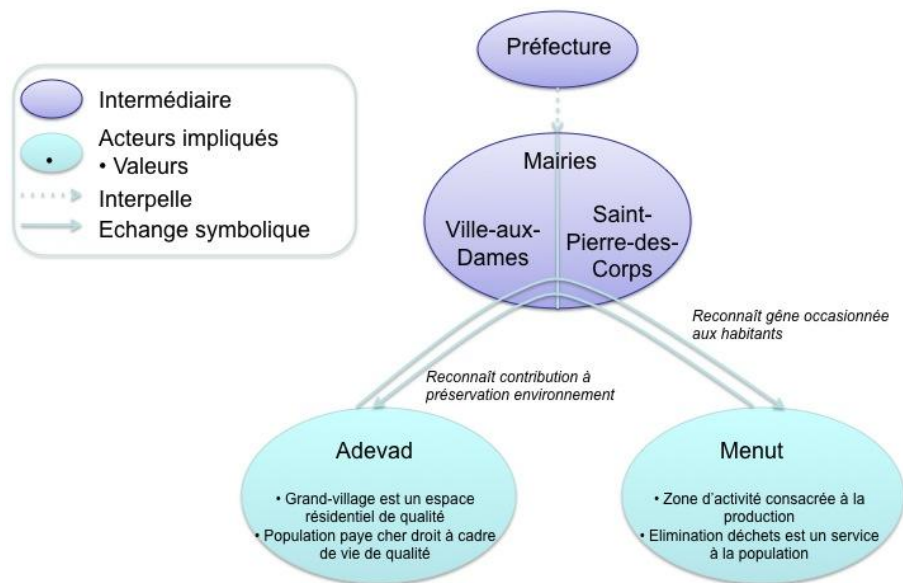 Préfecture
Intermédiaire
Acteurs impliqués
• Valeurs
Interpelle
Echange symbolique
Mairies
Ville-aux-
Dames
Saint-
Pierre-des-
Corps
Reconnaît gêne occasionnée
aux habitants
Reconnaît contribution à
préservation environnement
Adevad
• Grand-village est un espace
résidentiel de qualité
• Population paye cher droit à cadre
de vie de qualité
Menut
• Zone d'activité consacrée à la
production
• Elimination déchets est un service
à la population